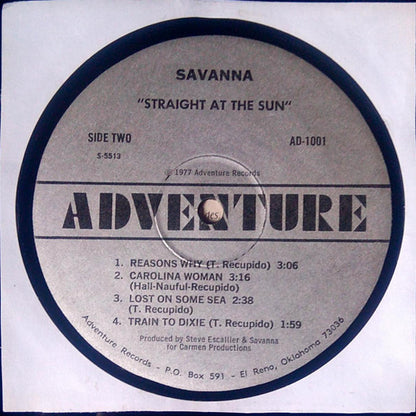 SAVANNA
"STRAIGHT AT THE SUN"
SIDE TWO
AD-1001
S-5513
℗ 1977 Adventure Records
ADVENTURE
1. REASONS WHY (T. Recupido) 3:06
2. CAROLINA WOMAN 3:16
(Hall-Nauful-Recupido)
3. LOST ON SOME SEA 2:38
(T. Recupido)
4. TRAIN TO DIXIE (T. Recupido) 1:59
Produced by Steve Escallier & Savanna
for Carmen Productions
Adventure Records - P.O. Box 591 - El Reno, Oklahoma 73036